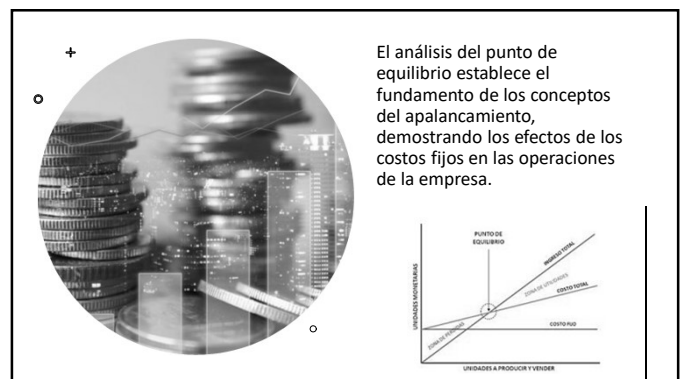 El análisis del punto de
equilibrio establece el
fundamento de los conceptos
del apalancamiento,
demostrando los efectos de los
costos fijos en las operaciones
de la empresa.
PUNTO DE
EQUILIBRIO
INGRESO TOTAL
ZONA DE UTILIDADES
COSTO TOTAL
COSTO FIJO
ZONA DE PÉRDIDAS
UNIDADES MONETARIAS
UNIDADES A PRODUCIR Y VENDER